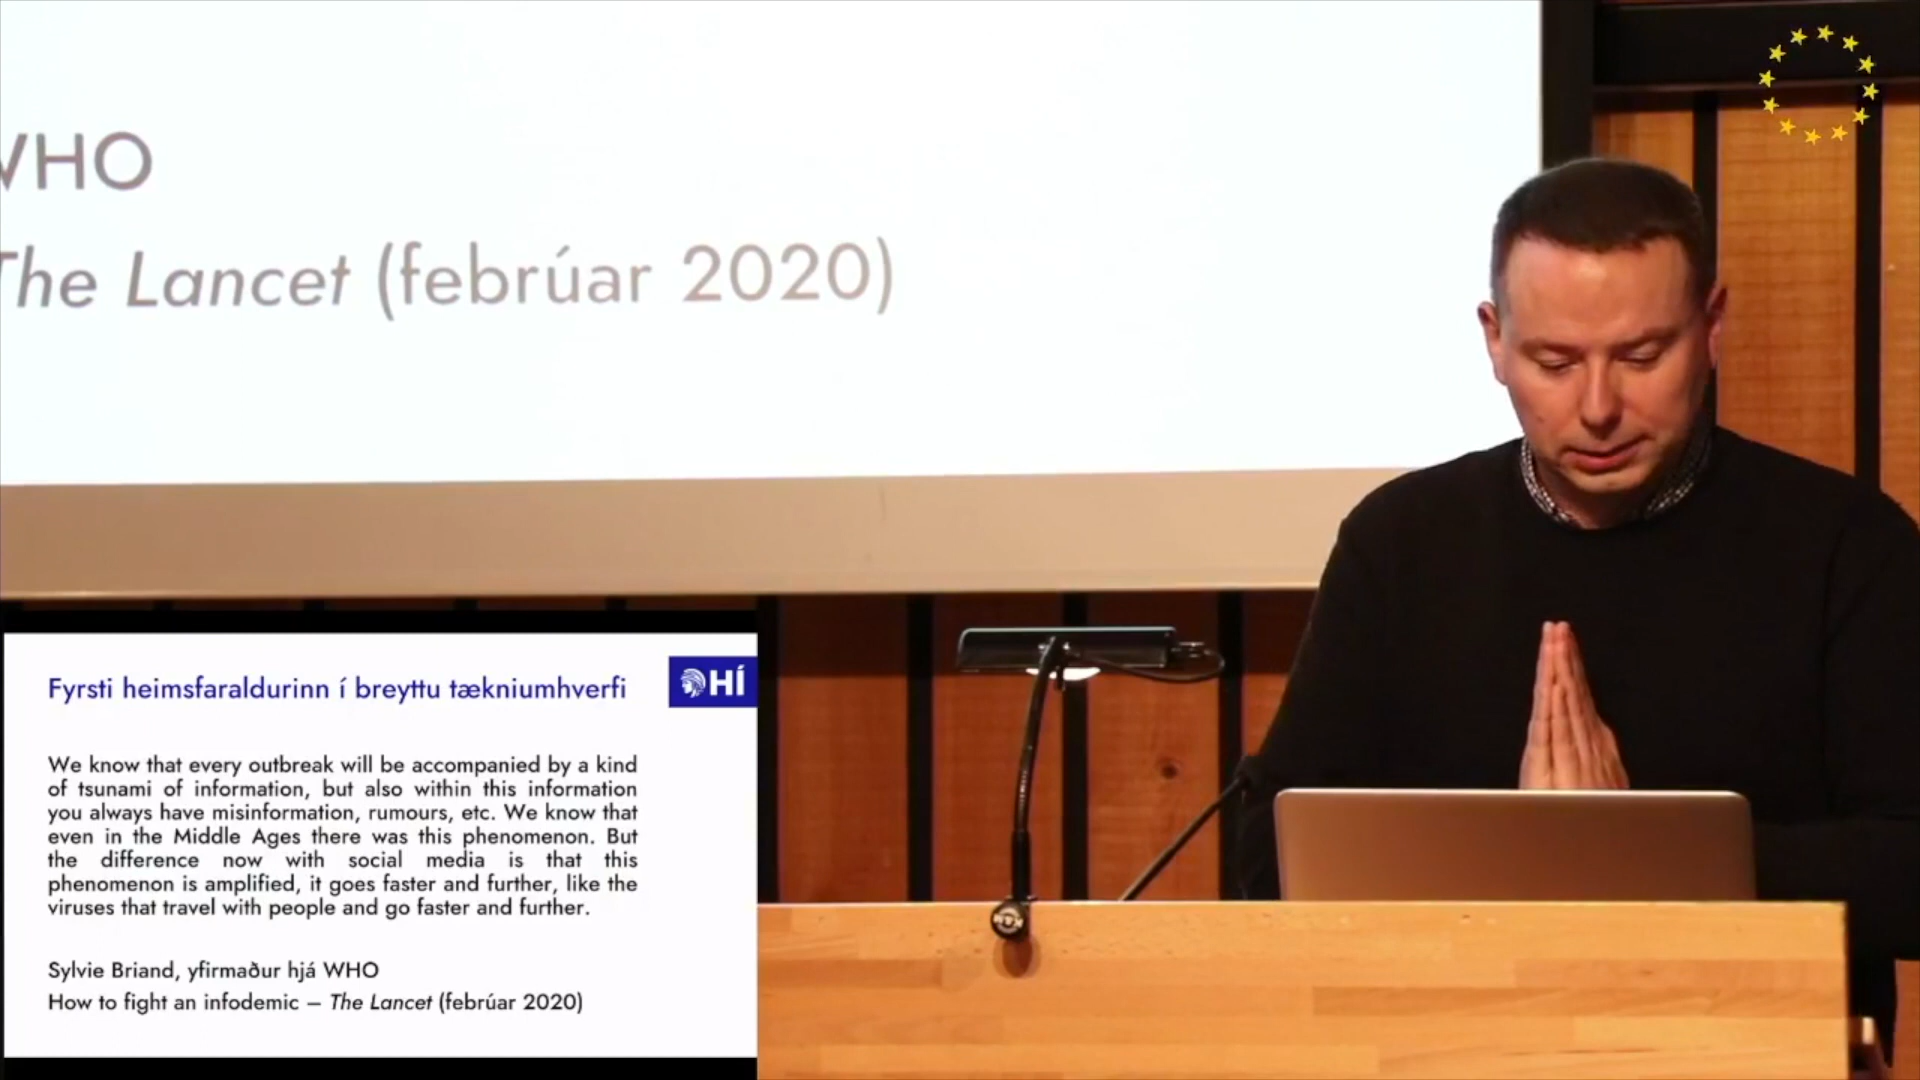 WHO
The Lancet (febrúar 2020)
Fyrsti heimsfaraldurinn í breyttu tækniumhverfi
HÍ
We know that every outbreak will be accompanied by a kind
of tsunami of information, but also within this information
you always have misinformation, rumours, etc. We know that
even in the Middle Ages there was this phenomenon. But
the difference now with social media is that this
phenomenon is amplified, it goes faster and further, like the
viruses that travel with people and go faster and further.
Sylvie Briand, yfirmaður hjá WHO
How to fight an infodemic – The Lancet (febrúar 2020)